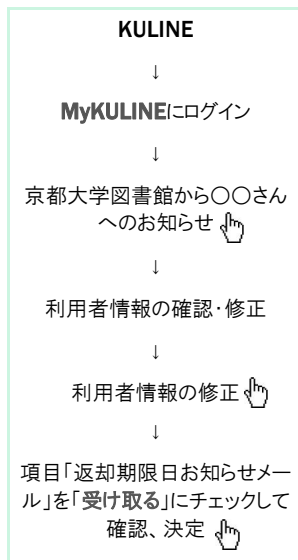 KULINE
↓
MyKULINEにログイン
↓
京都大学図書館から○○さん
へのお知らせ
↓
利用者情報の確認・修正
↓
利用者情報の修正
↓
項目「返却期限日お知らせメー
ル」を「受け取る」にチェックして
確認、決定